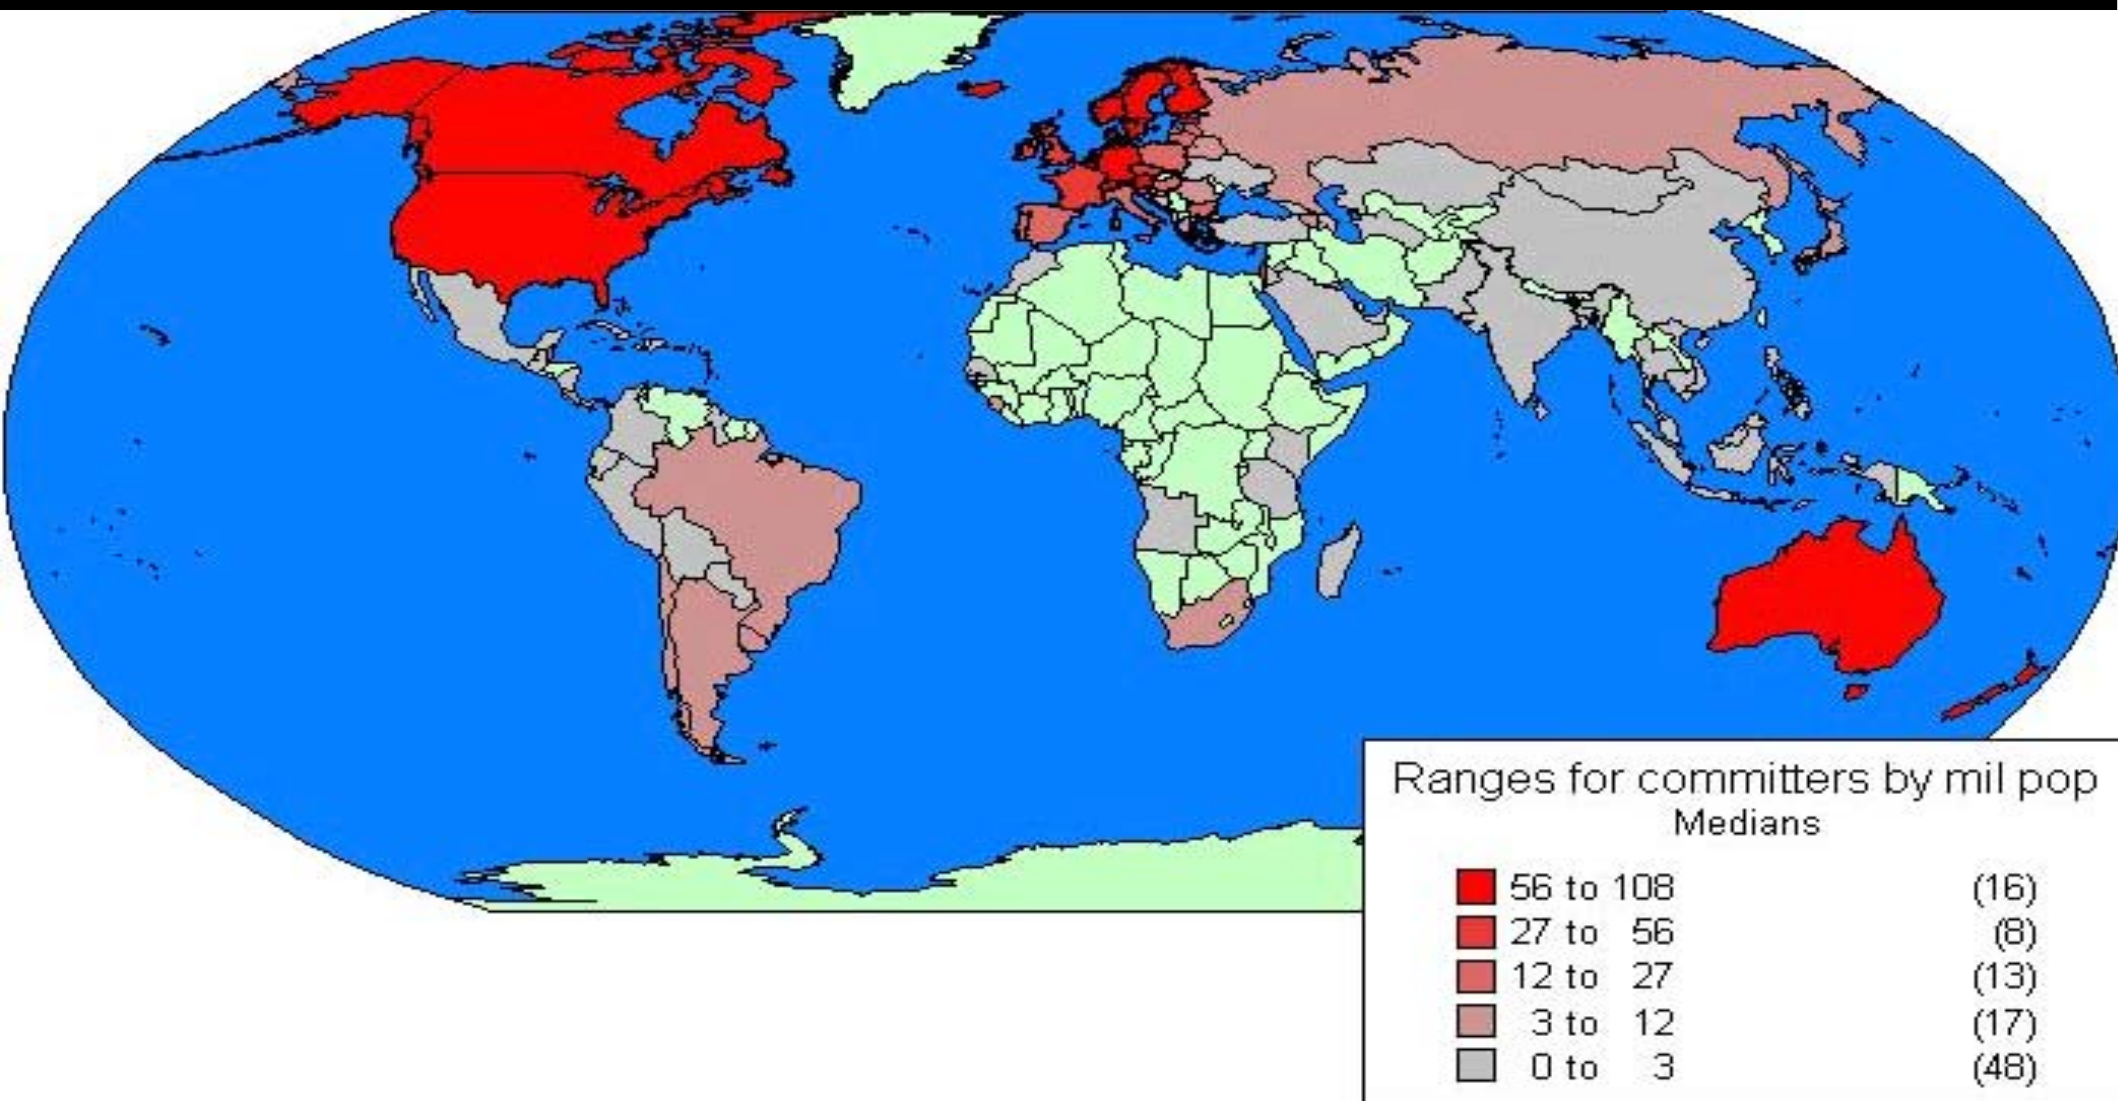 Ranges for committers by mil pop
Medians
56 to 108 (16)
27 to 56 (8)
12 to 27 (13)
3 to 12 (17)
0 to 3 (48)